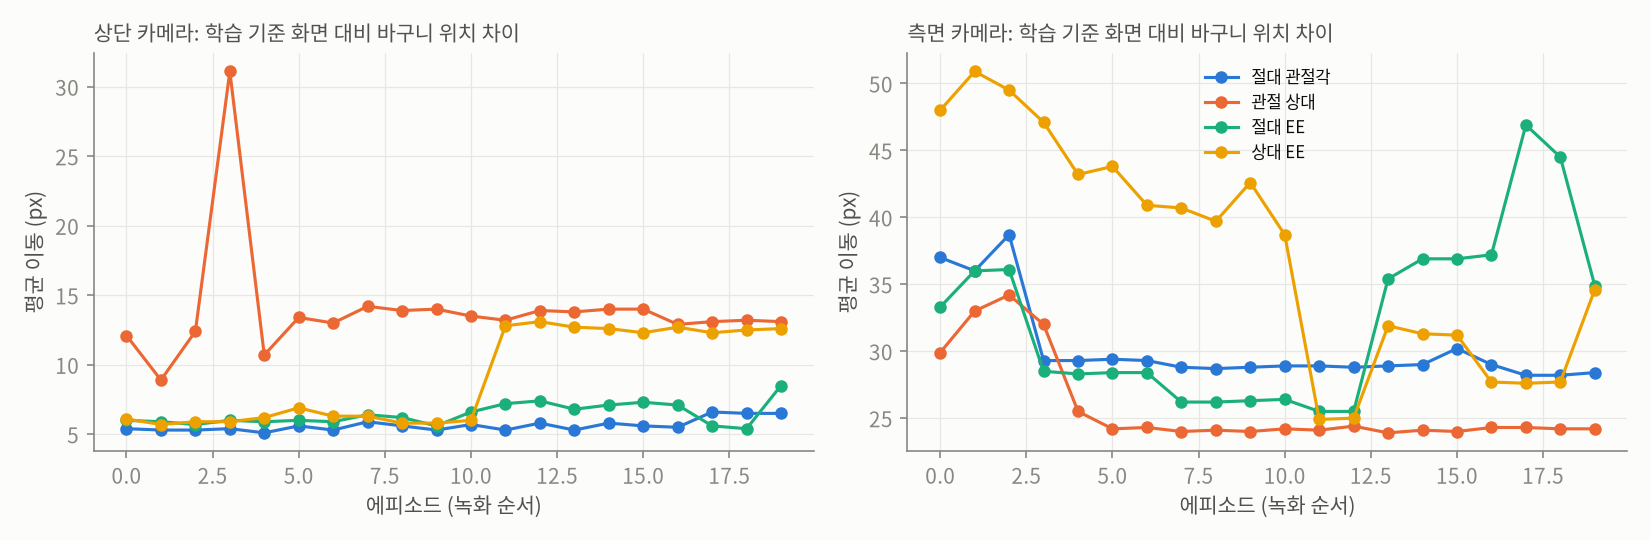 상단 카메라: 학습 기준 화면 대비 바구니 위치 차이
평균 이동 (px)
30
25
20
15
10
5
0.0 2.5 5.0 7.5 10.0 12.5 15.0 17.5
에피소드 (녹화 순서)
측면 카메라: 학습 기준 화면 대비 바구니 위치 차이
평균 이동 (px)
50
45
40
35
30
25
절대 관절각
관절 상대
절대 EE
상대 EE
0.0 2.5 5.0 7.5 10.0 12.5 15.0 17.5
에피소드 (녹화 순서)